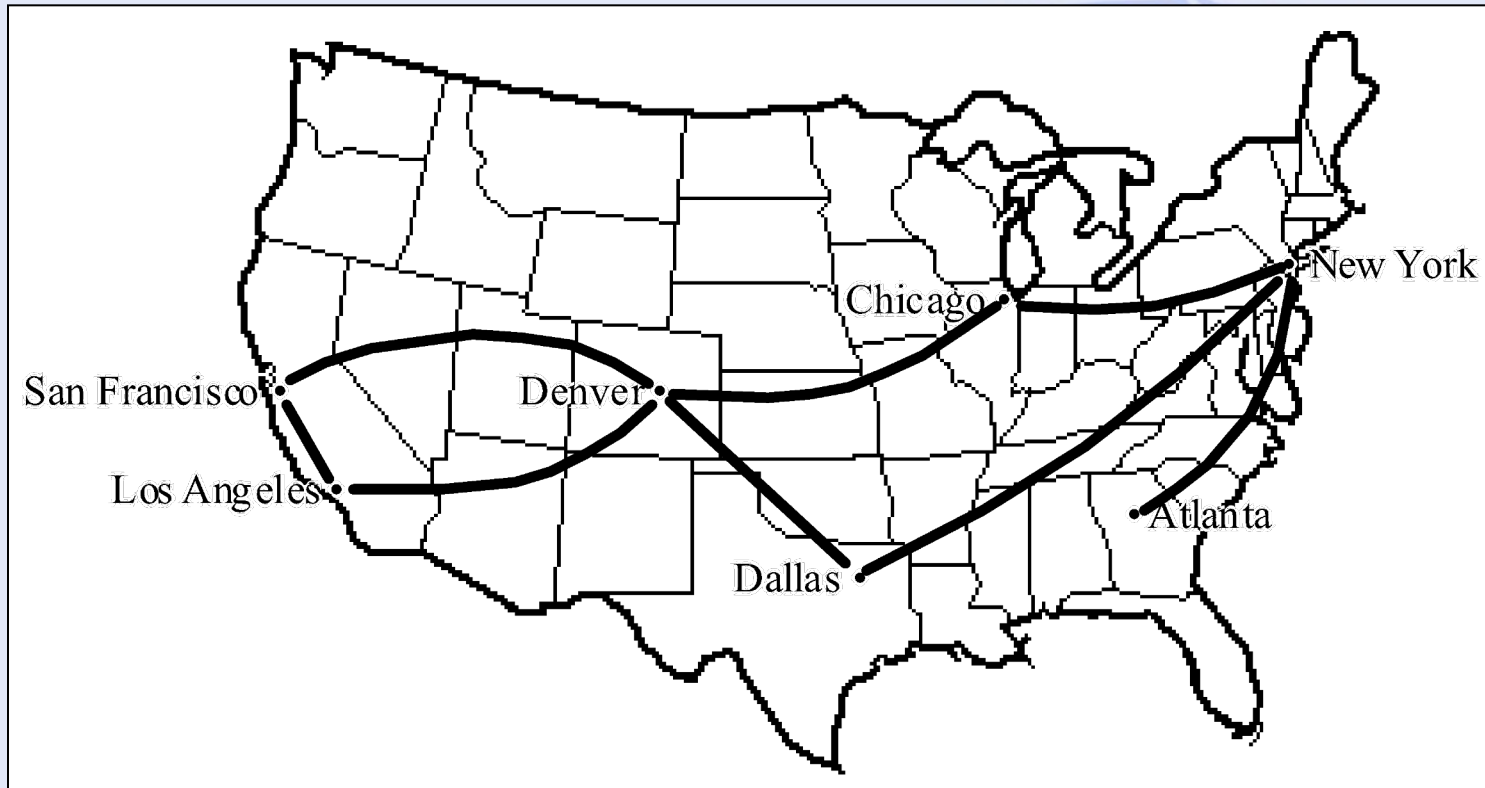 New York
Chicago
San Francisco
Denver
Los Angeles
Atlanta
Dallas